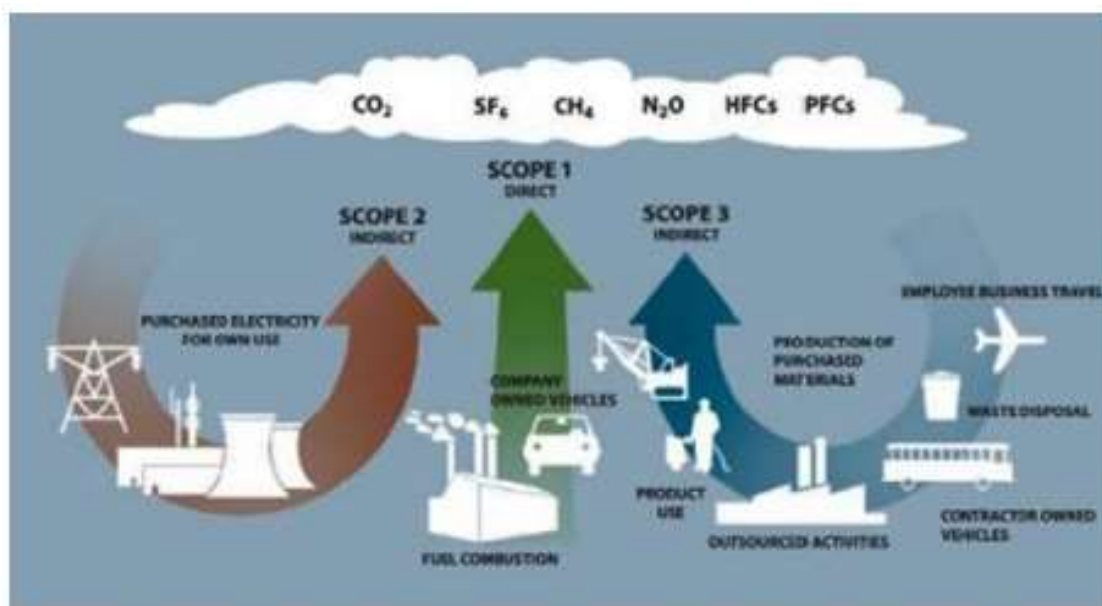 CO₂ SF₆ CH₄ N₂O HFCs PFCs
SCOPE 1
DIRECT
SCOPE 2
INDIRECT
SCOPE 3
INDIRECT
PURCHASED ELECTRICITY
FOR OWN USE
COMPANY
OWNED VEHICLES
FUEL COMBUSTION
PRODUCTION OF
PURCHASED
MATERIALS
EMPLOYEE BUSINESS TRAVEL
WASTE DISPOSAL
PRODUCT
USE
OUTSOURCED ACTIVITIES
CONTRACTOR OWNED
VEHICLES